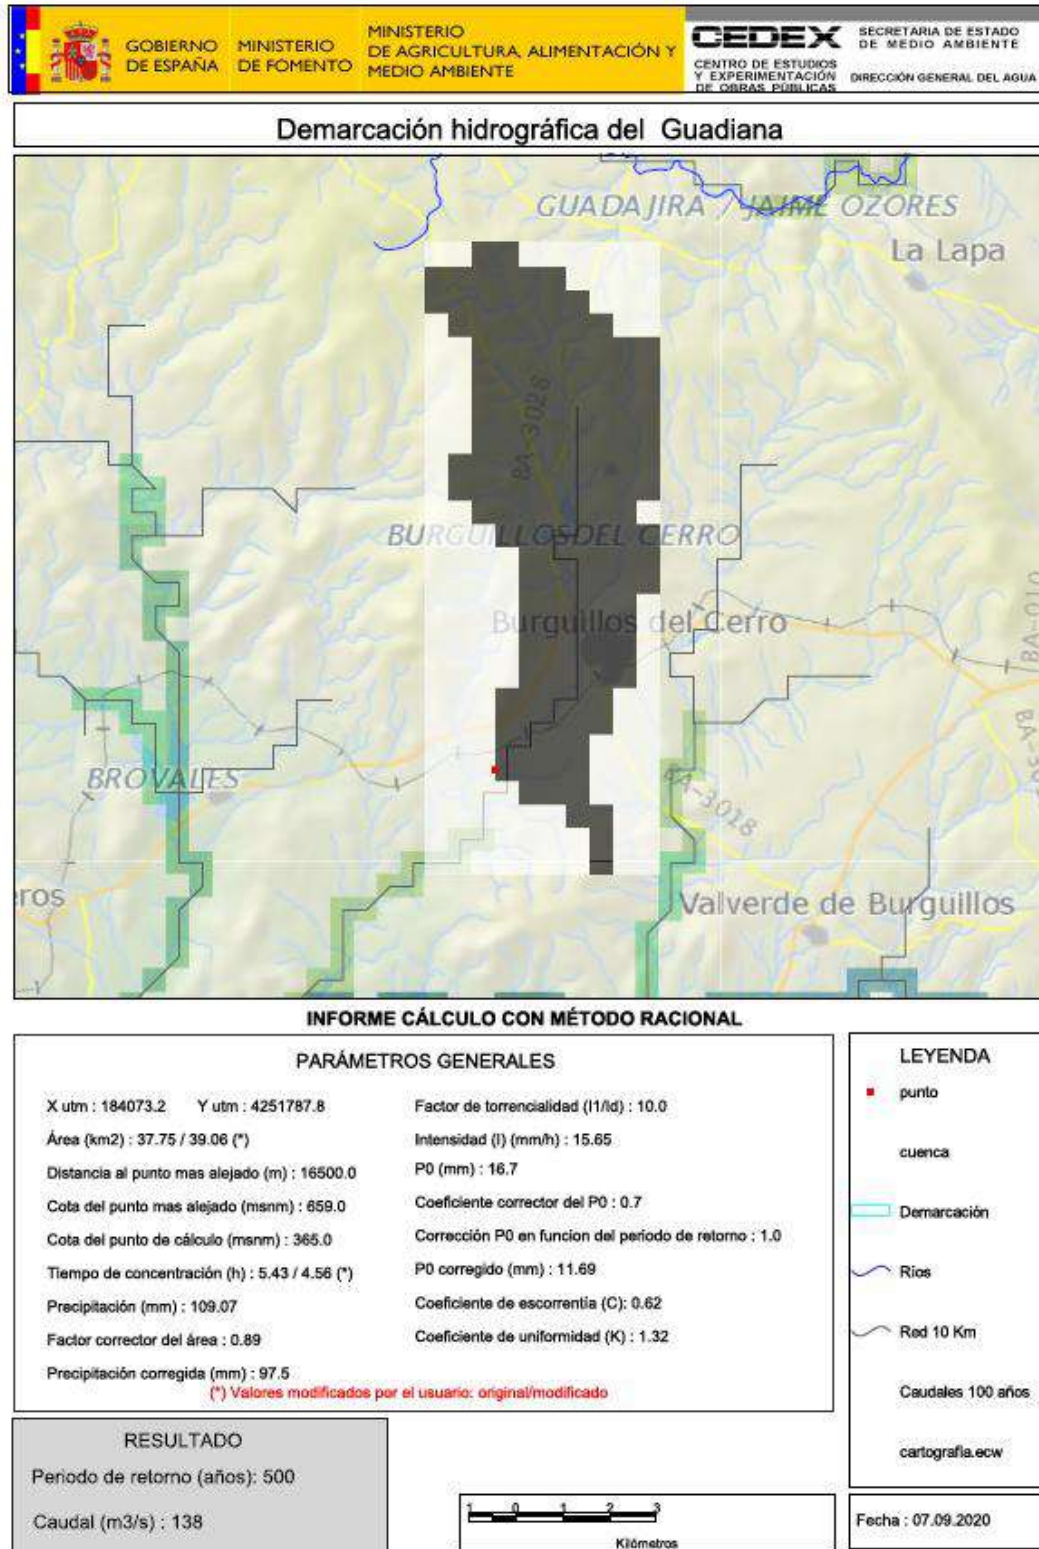 GOBIERNO
DE ESPAÑA
MINISTERIO
DE FOMENTO
MINISTERIO
DE AGRICULTURA, ALIMENTACIÓN Y
MEDIO AMBIENTE
CEDEX
CENTRO DE ESTUDIOS
Y EXPERIMENTACIÓN
DE OBRAS PÚBLICAS
SECRETARIA DE ESTADO
DE MEDIO AMBIENTE
DIRECCIÓN GENERAL DEL AGUA
Demarcación hidrográfica del Guadiana
GUADAJIRA / JAIME OZORES
La Lapa
BA-3028
BURGUILLOS DEL CERRO
BA-010
Burguillos del Cerro
BROVALES
BA-3018
eros
Valverde de Burguillos
INFORME CÁLCULO CON MÉTODO RACIONAL
PARÁMETROS GENERALES
X utm : 184073.2 Y utm : 4251787.8
Área (km2) : 37.75 / 39.06 (*)
Distancia al punto mas alejado (m) : 16500.0
Cota del punto mas alejado (msnm) : 659.0
Cota del punto de cálculo (msnm) : 365.0
Tiempo de concentración (h) : 5.43 / 4.56 (*)
Precipitación (mm) : 109.07
Factor corrector del área : 0.89
Precipitación corregida (mm) : 97.5
Factor de torrencialidad (I1/Id) : 10.0
Intensidad (I) (mm/h) : 15.65
P0 (mm) : 16.7
Coeficiente corrector del P0 : 0.7
Corrección P0 en funcion del periodo de retorno : 1.0
P0 corregido (mm) : 11.69
Coeficiente de escorrentía (C): 0.62
Coeficiente de uniformidad (K) : 1.32
(*) Valores modificados por el usuario: original/modificado
LEYENDA
punto
cuenca
Demarcación
Ríos
Red 10 Km
Caudales 100 años
cartografia.ecw
RESULTADO
Periodo de retorno (años): 500
Caudal (m3/s) : 138
1 0 1 2 3
Kilómetros
Fecha : 07.09.2020